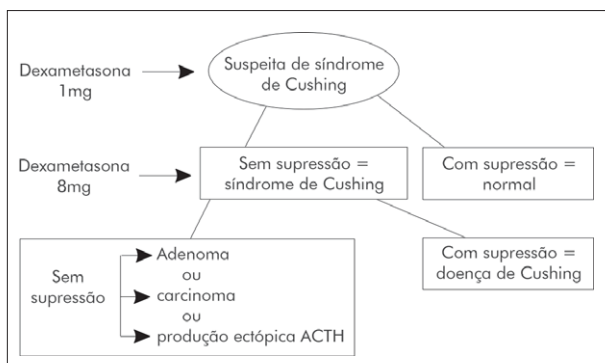 Dexametasona
1mg
Suspeita de síndrome
de Cushing
Dexametasona
8mg
Sem supressão =
síndrome de Cushing
Com supressão =
normal
Sem
supressão
Adenoma
ou
carcinoma
ou
produção ectópica ACTH
Com supressão =
doença de Cushing